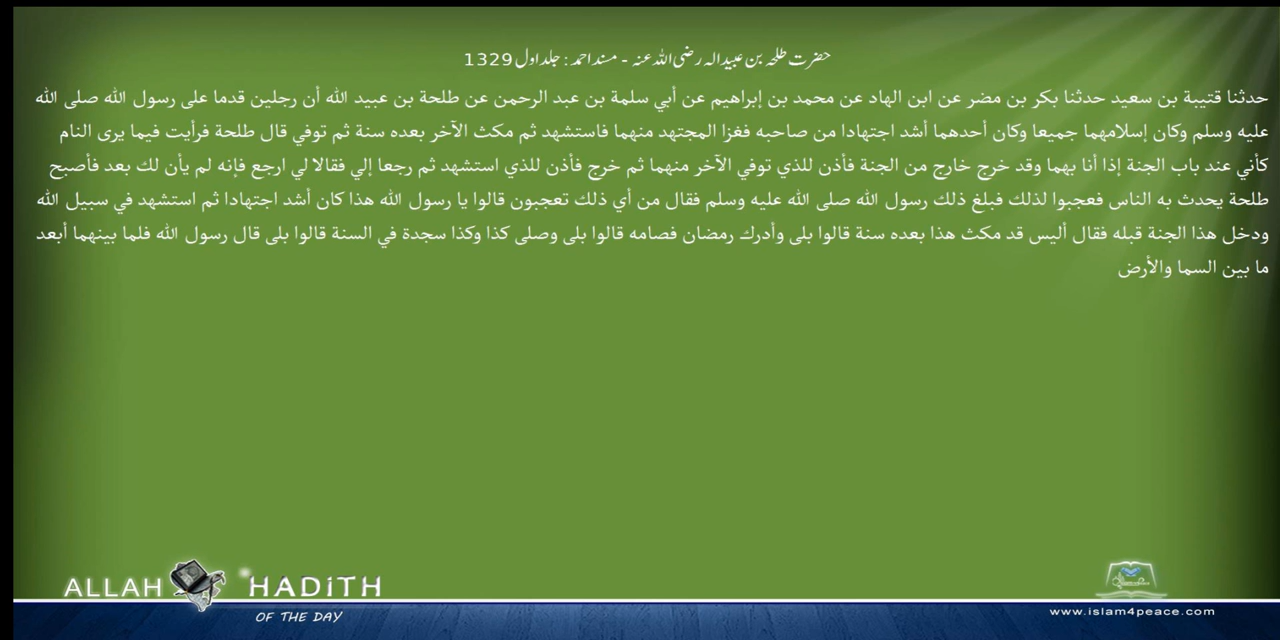 حضرت طلحہ بن عبیداللہ رضی اللہ عنہ - مسند احمد : جلد اول 1329
حدثنا قتيبة بن سعيد حدثنا بكر بن مضر عن ابن الهاد عن محمد بن إبراهيم عن أبي سلمة بن عبد الرحمن عن طلحة بن عبيد الله أن رجلين قدما على رسول الله صلى الله
عليه وسلم وكان إسلامهما جميعا وكان أحدهما أشد اجتهادا من صاحبه فغزا المجتهد منهما فاستشهد ثم مكث الآخر بعده سنة ثم توفي قال طلحة فرأيت فيما يرى النام
كأني عند باب الجنة إذا أنا بهما وقد خرج خارج من الجنة فأذن للذي توفي الآخر منهما ثم خرج فأذن للذي استشهد ثم رجعا إلي فقالا لي ارجع فإنه لم يأن لك بعد فأصبح
طلحة يحدث به الناس فعجبوا لذلك فبلغ ذلك رسول الله صلى الله عليه وسلم فقال من أي ذلك تعجبون قالوا يا رسول الله هذا كان أشد اجتهادا ثم استشهد في سبيل الله
ودخل هذا الجنة قبله فقال أليس قد مكث هذا بعده سنة قالوا بلى وأدرك رمضان فصامه قالوا بلى وصلى كذا وكذا سجدة في السنة قالوا بلى قال رسول الله فلما بينهما أبعد
ما بين السما والأرض
ALLAH HADITH
OF THE DAY
www.islam4peace.com